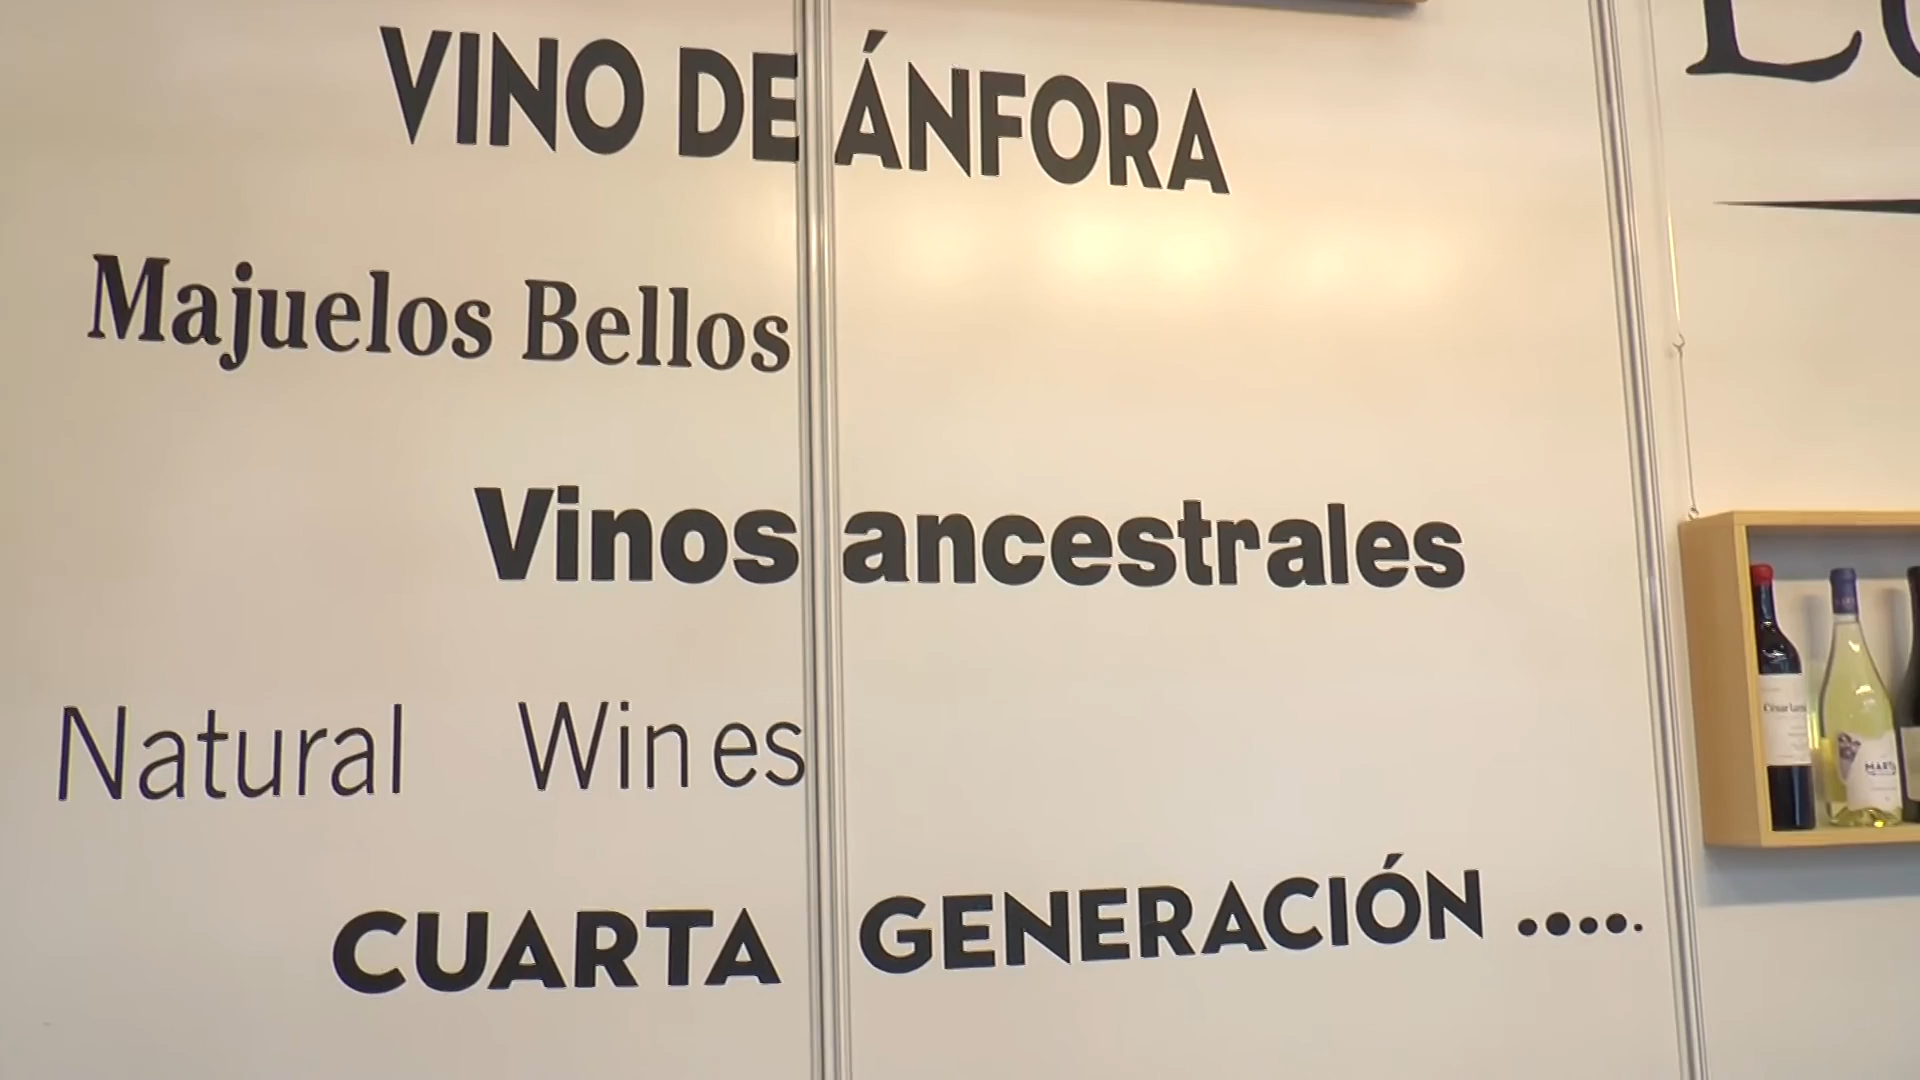 VINO DE ÁNFORA
Majuelos Bellos
Vinos ancestrales
Natural Wines
CUARTA GENERACIÓN .....